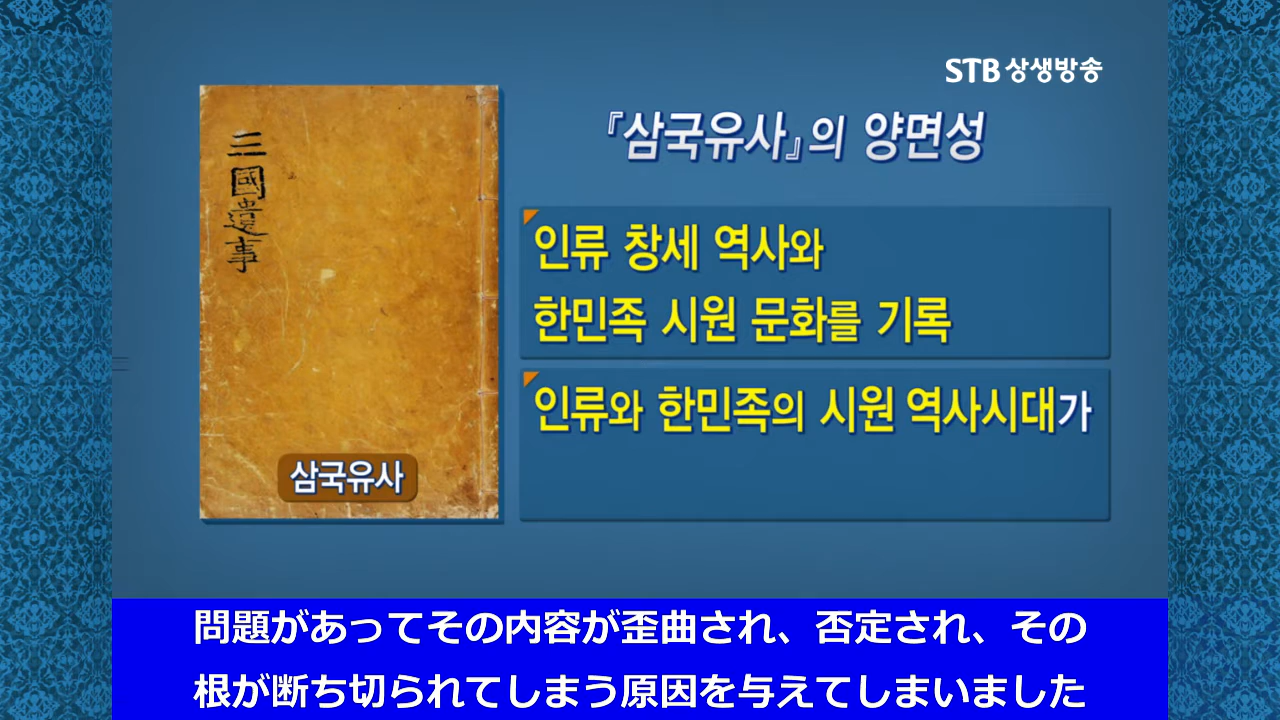 STB 상생방송
三國遺事
삼국유사
『삼국유사』의 양면성
인류 창세 역사와
한민족 시원 문화를 기록
인류와 한민족의 시원 역사시대가
問題があってその内容が歪曲され、否定され、その
根が断ち切られてしまう原因を与えてしまいました